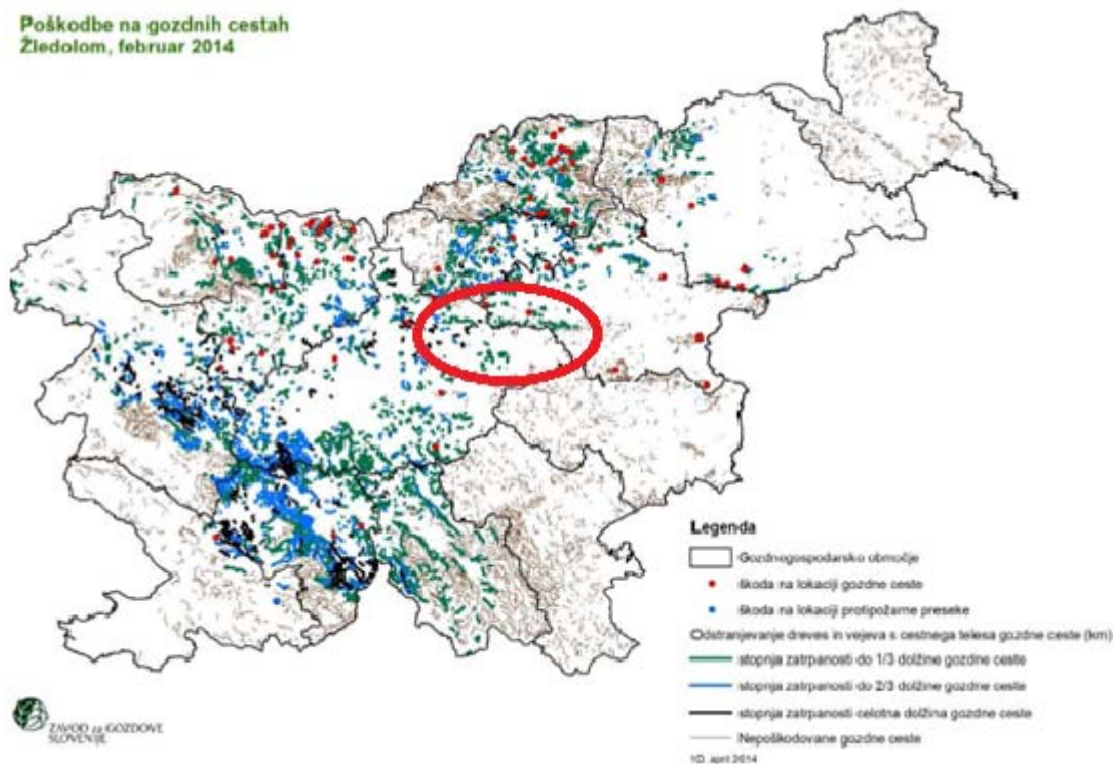 Poškodbe na gozdnih cestah
Žledolom, februar 2014
Legenda
Gozdnogospodarsko območje
škoda na lokaciji gozdne ceste
škoda na lokaciji protipožarne preseke
Odstranjevanje dreves in vejevja s cestnega telesa gozdne ceste (km)
stopnja zatrpanosti do 1/3 dolžine gozdne ceste
stopnja zatrpanosti do 2/3 dolžine gozdne ceste
stopnja zatrpanosti celotna dolžina gozdne ceste
Nepoškodovane gozdne ceste
10. april 2014
ZAVOD za GOZDOVE
SLOVENIJE